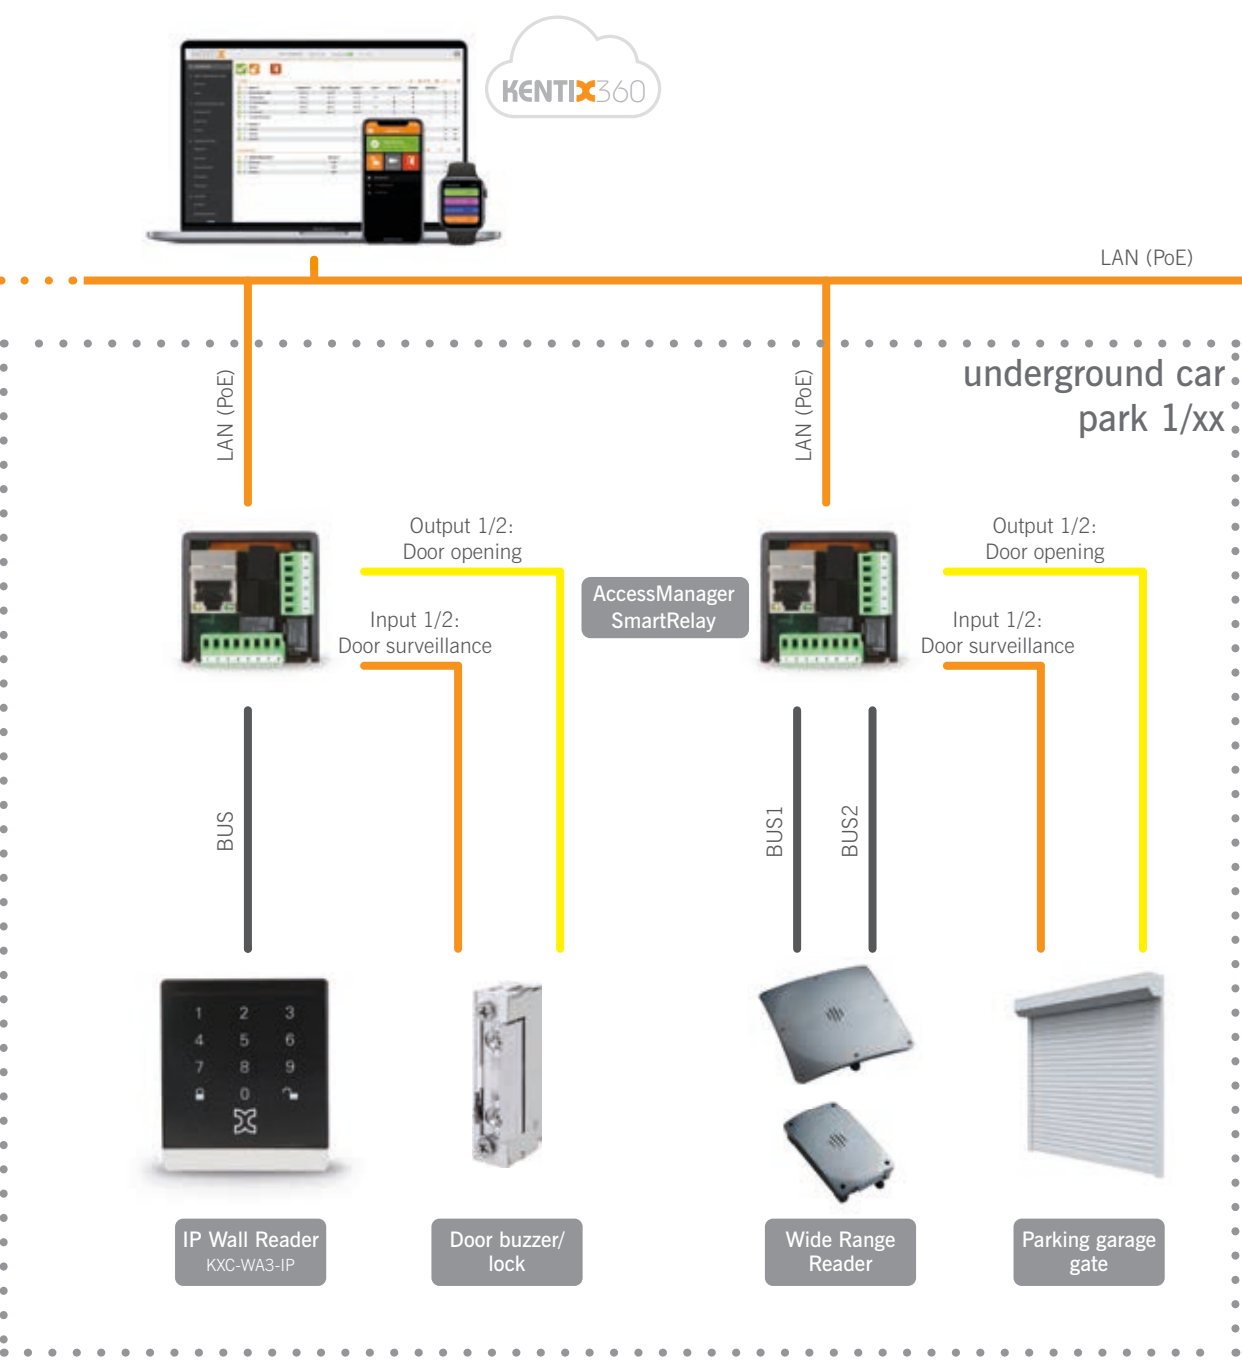 KENTIX360
LAN (PoE)
underground car
park 1/xx
LAN (PoE)
LAN (PoE)
Output 1/2:
Door opening
Input 1/2:
Door surveillance
AccessManager
SmartRelay
Output 1/2:
Door opening
Input 1/2:
Door surveillance
BUS
BUS1
BUS2
1 2 3
4 5 6
7 8 9
0
IP Wall Reader
KXC-WA3-IP
Door buzzer/
lock
Wide Range
Reader
Parking garage
gate